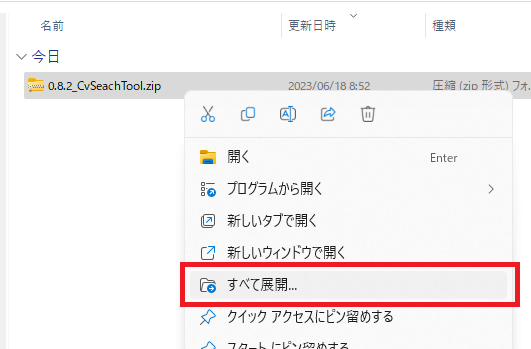 名前 更新日時 種類
今日
0.8.2_CvSeachTool.zip 2023/06/18 8:52 圧縮 (zip 形式) フォ...
開く Enter
プログラムから開く
新しいタブで開く
新しいウィンドウで開く
すべて展開...
クイック アクセスにピン留めする
スタート にピン留めする